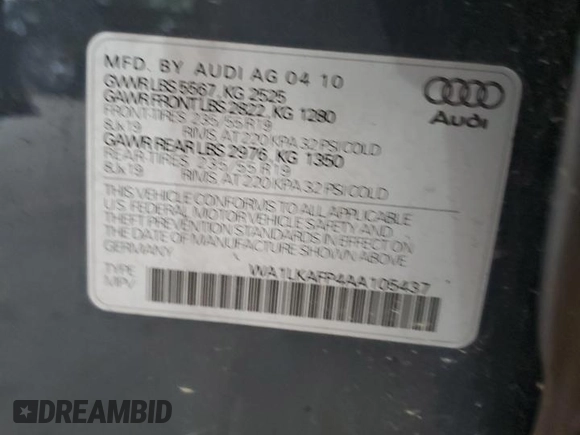 MFD. BY AUDI AG 04 10
GVWR LBS 5567, KG 2525
GAWR FRONT LBS 2822, KG 1280
FRONT-TIRES 235/55 R19
8Jx19 RIMS, AT 220 KPA 32 PSI/COLD
GAWR REAR LBS 2976, KG 1350
REAR-TIRES 235/55 R19
8Jx19 RIMS, AT 220 KPA 32 PSI/COLD
THIS VEHICLE CONFORMS TO ALL APPLICABLE
U.S. FEDERAL MOTOR VEHICLE SAFETY AND
THEFT PREVENTION STANDARDS IN EFFECT ON
THE DATE OF MANUFACTURE SHOWN ABOVE
GERMANY
WA1LKAFP4AA105437
TYPE
MPV
Audi
DREAMBID